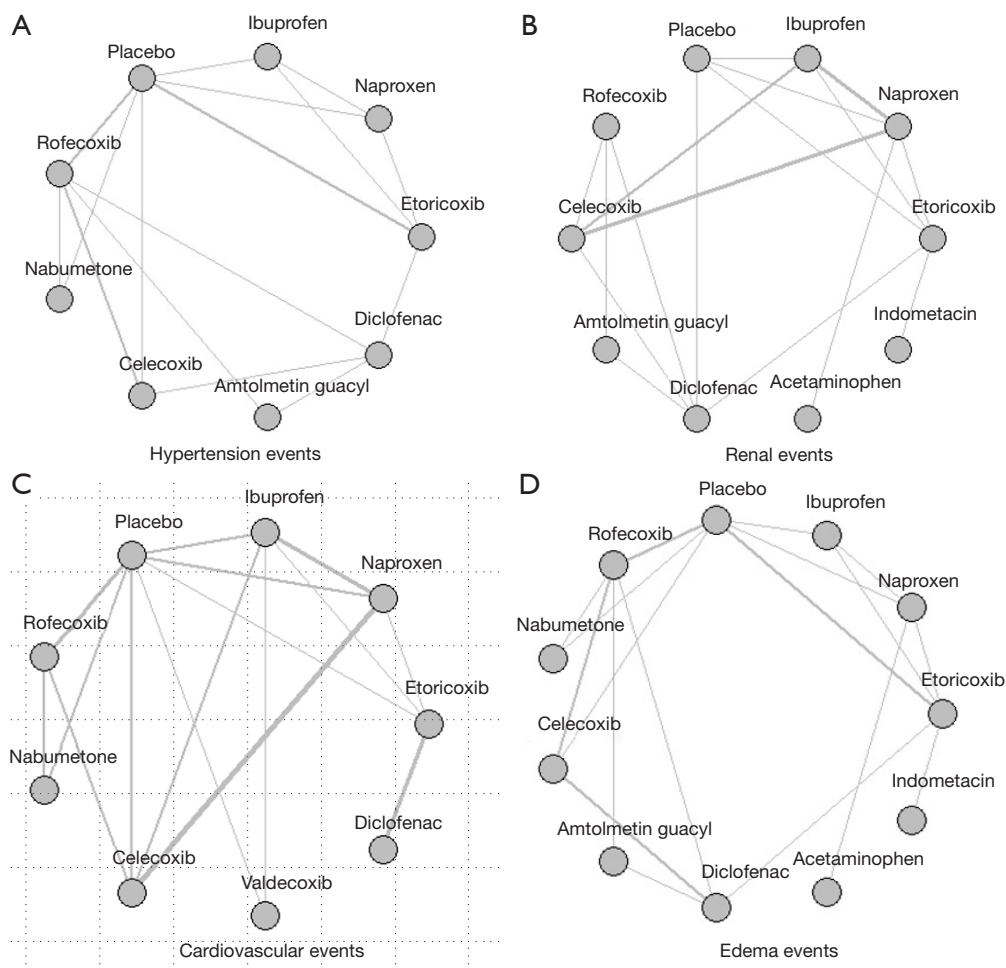 A
Ibuprofen
Placebo
Naproxen
Rofecoxib
Etoricoxib
Nabumetone
Diclofenac
Celecoxib
Amtolmetin guacyl
Hypertension events
B
Placebo
Ibuprofen
Rofecoxib
Naproxen
Celecoxib
Etoricoxib
Amtolmetin guacyl
Indometacin
Diclofenac
Acetaminophen
Renal events
C
Ibuprofen
Placebo
Naproxen
Rofecoxib
Etoricoxib
Nabumetone
Diclofenac
Celecoxib
Valdecoxib
Cardiovascular events
D
Placebo
Ibuprofen
Rofecoxib
Naproxen
Nabumetone
Etoricoxib
Celecoxib
Indometacin
Amtolmetin guacyl
Acetaminophen
Diclofenac
Edema events